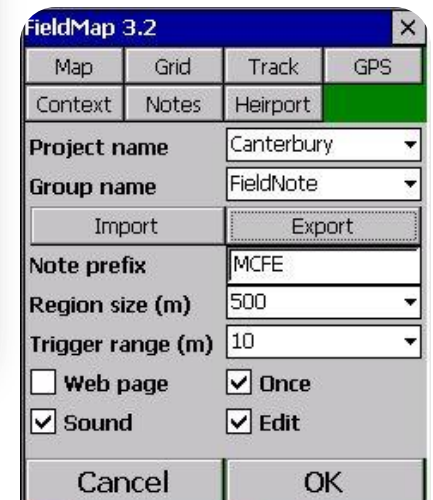 FieldMap 3.2
Map Grid Track GPS
Context Notes Heirport
Project name Canterbury
Group name FieldNote
Import Export
Note prefix MCFE
Region size (m) 500
Trigger range (m) 10
Web page Once
Sound Edit
Cancel OK